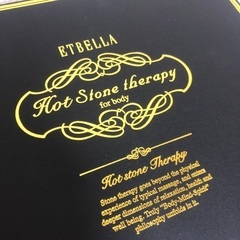 ETBELLA
Hot Stone therapy
for body
Hot stone Therapy
Stone therapy goes beyond the physical
experience of typical massage, and enters
deeper dimensions of relaxation, health and
well being. Truly "Body-Mind-Spirit"
philosophy unfolds in it.